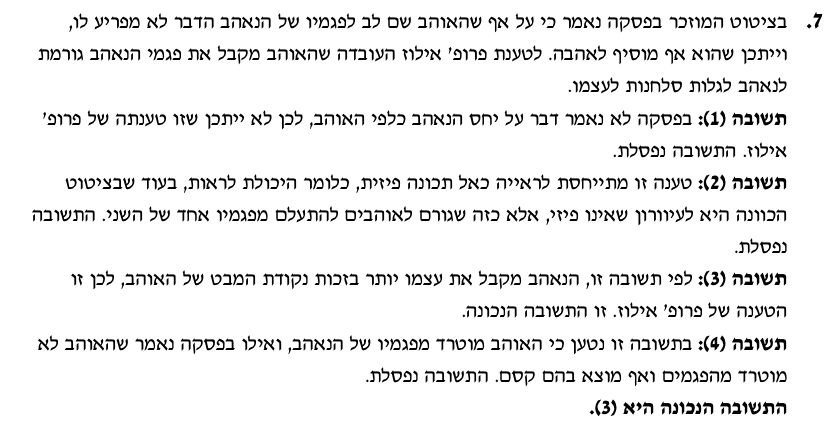 7. בציטוט המוזכר בפסקה נאמר כי על אף שהאוהב שם לב לפגמיו של הנאהב הדבר לא מפריע לו,
וייתכן שהוא אף מוסיף לאהבה. לטענת פרופ' אילוז העובדה שהאוהב מקבל את פגמי הנאהב גורמת
לנאהב לגלות סלחנות לעצמו.
תשובה (1): בפסקה לא נאמר דבר על יחס הנאהב כלפי האוהב, לכן לא ייתכן שזו טענתה של פרופ'
אילוז. התשובה נפסלת.
תשובה (2): טענה זו מתייחסת לראייה כאל תכונה פיזית, כלומר היכולת לראות, בעוד שבציטוט
הכוונה היא לעיוורון שאינו פיזי, אלא כזה שגורם לאוהבים להתעלם מפגמיו אחד של השני. התשובה
נפסלת.
תשובה (3): לפי תשובה זו, הנאהב מקבל את עצמו יותר בזכות נקודת המבט של האוהב, לכן זו
הטענה של פרופ' אילוז. זו התשובה הנכונה.
תשובה (4): בתשובה זו נטען כי האוהב מוטרד מפגמיו של הנאהב, ואילו בפסקה נאמר שהאוהב לא
מוטרד מהפגמים ואף מוצא בהם קסם. התשובה נפסלת.
התשובה הנכונה היא (3).